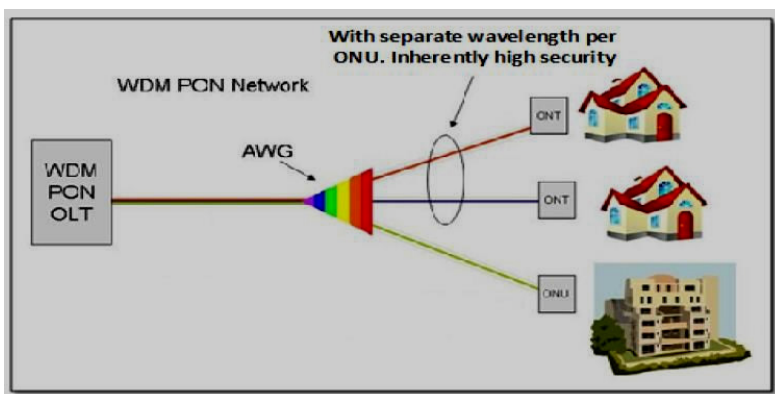 With separate wavelength per
ONU. Inherently high security
WDM PON Network
AWG
WDM
PON
OLT
ONT
ONT
ONU